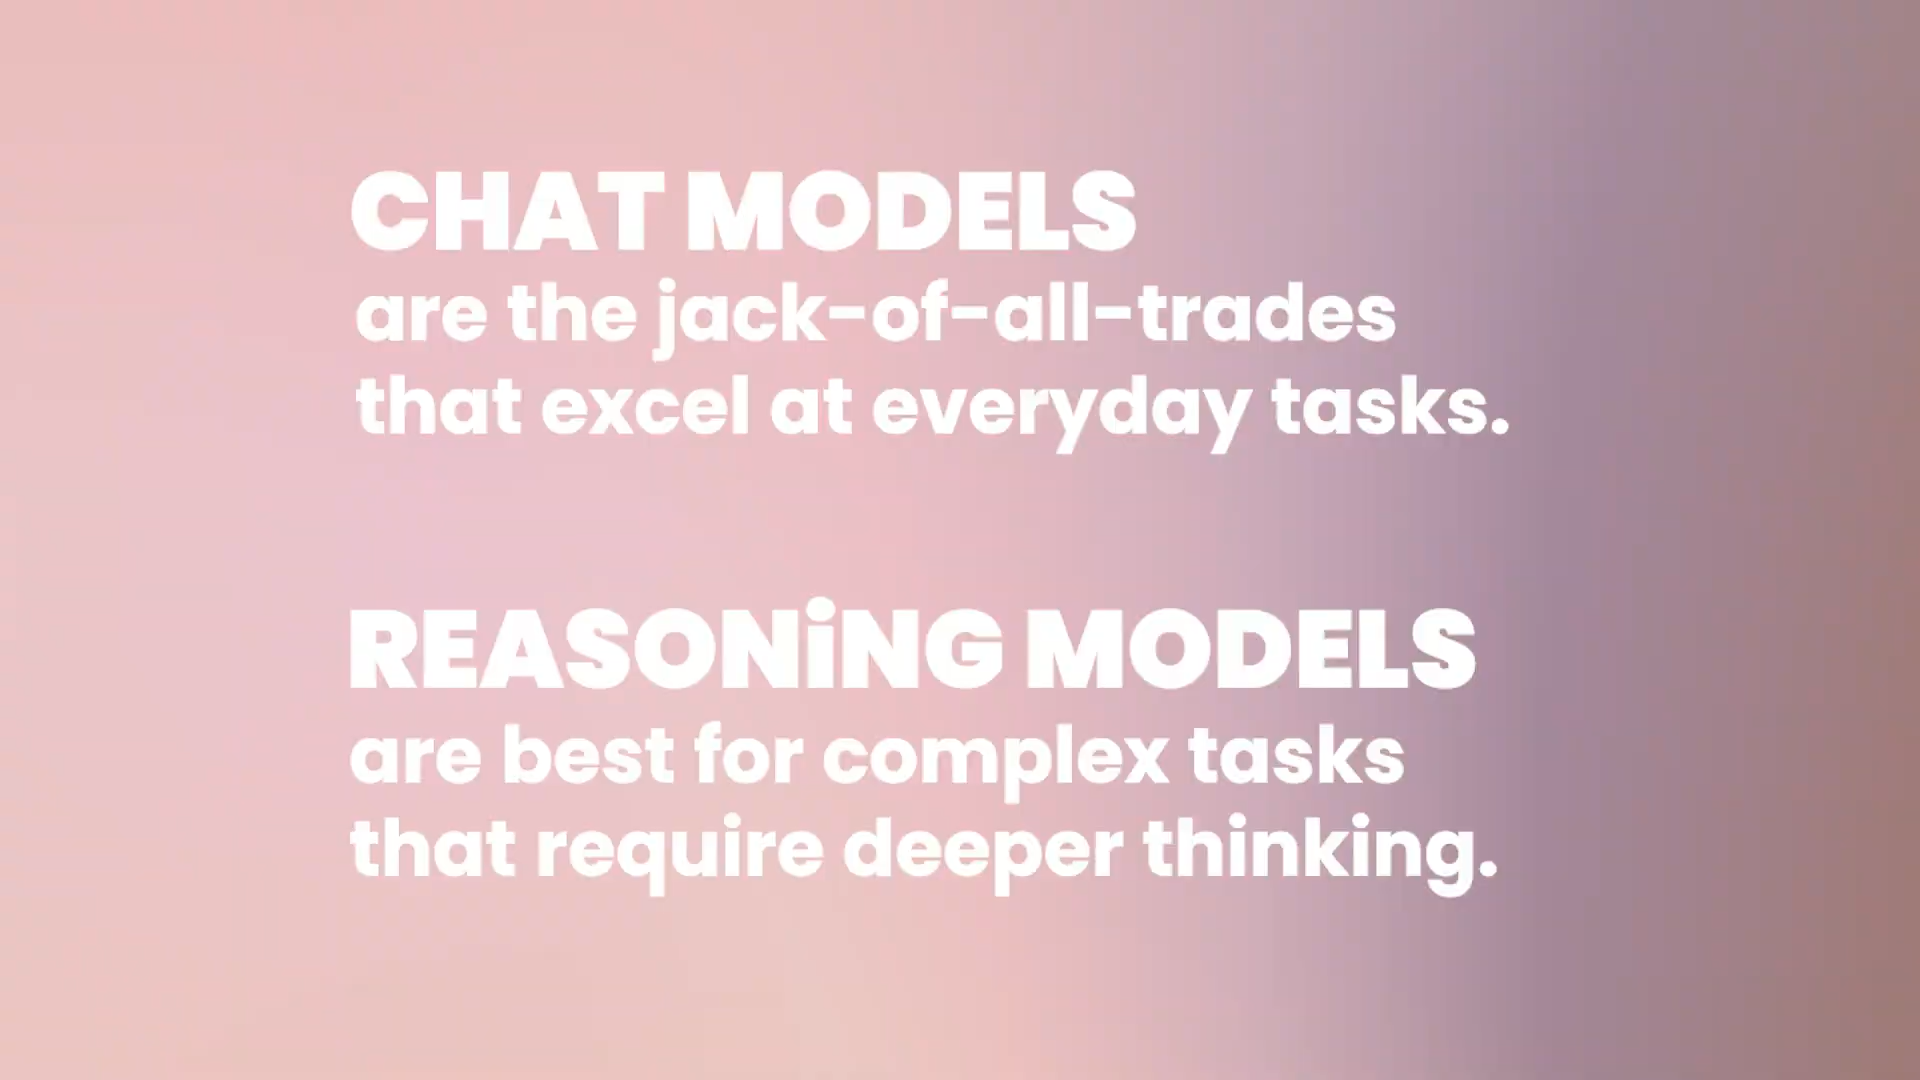 CHAT MODELS
are the jack-of-all-trades
that excel at everyday tasks.
REASONiNG MODELS
are best for complex tasks
that require deeper thinking.